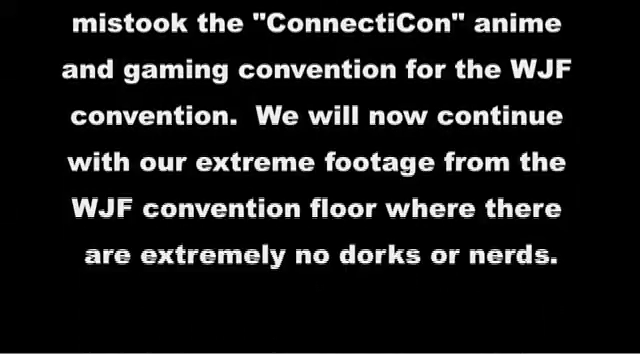 mistook the "ConnectiCon" anime
and gaming convention for the WJF
convention.  We will now continue
with our extreme footage from the
WJF convention floor where there
are extremely no dorks or nerds.